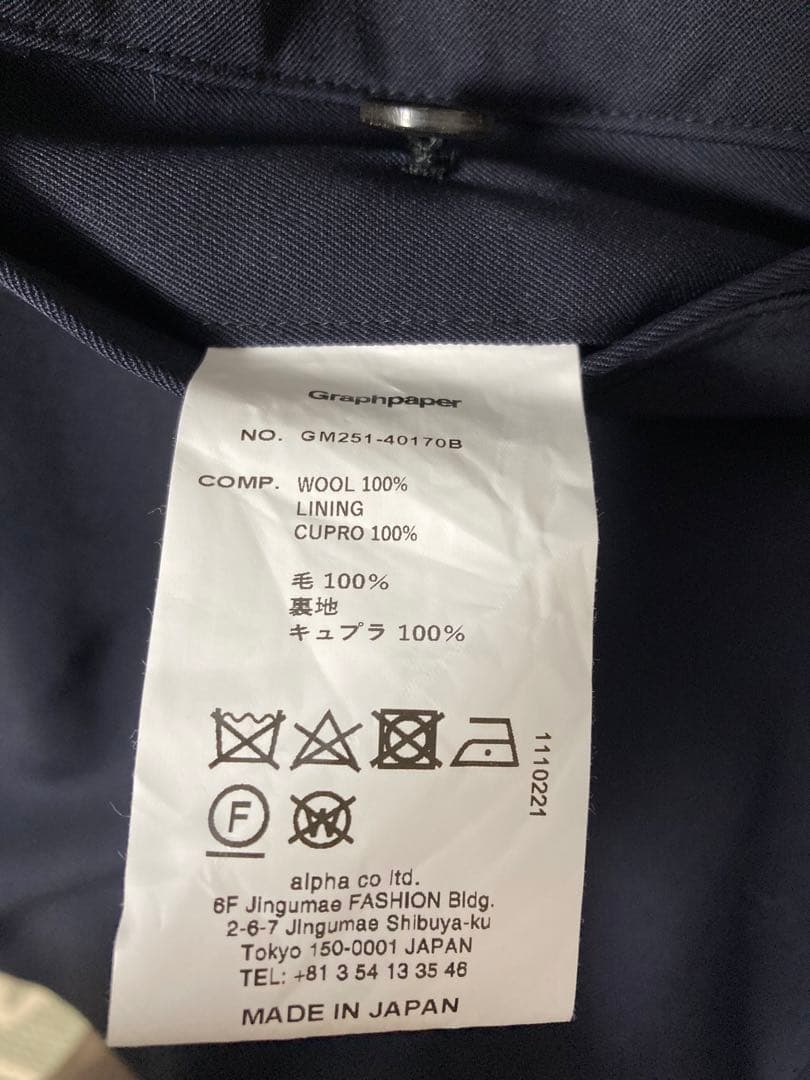 Graphpaper
NO. GM251-40170B
COMP. WOOL 100%
LINING
CUPRO 100%
毛 100%
裏地
キュプラ 100%
1110221
F
W
alpha co ltd.
6F Jingumae FASHION Bldg.
2-6-7 Jingumae Shibuya-ku
Tokyo 150-0001 JAPAN
TEL: +81 3 54 13 35 46
MADE IN JAPAN